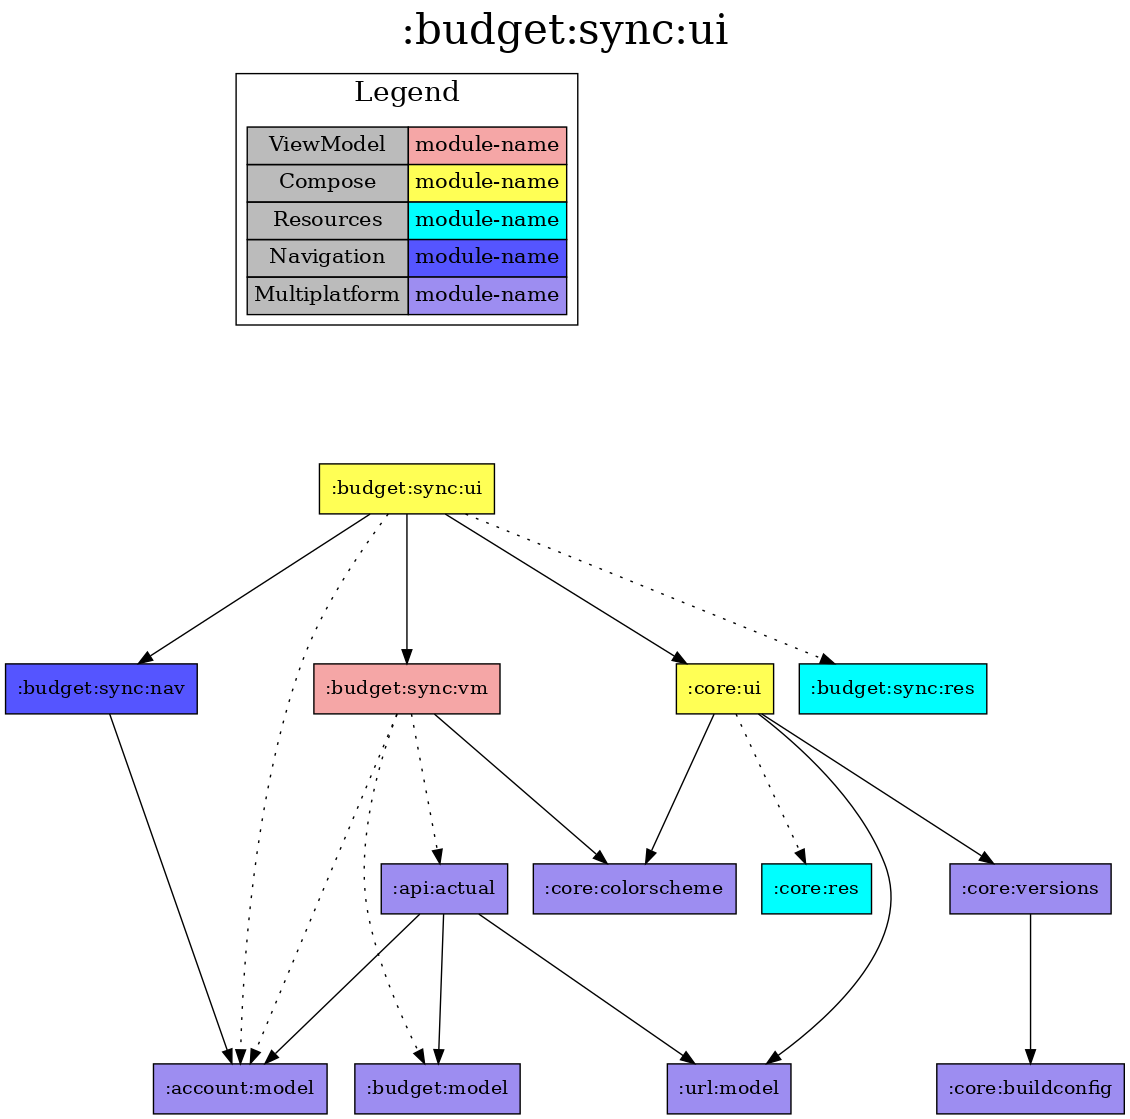 :budget:sync:ui
Legend
ViewModel module-name
Compose module-name
Resources module-name
Navigation module-name
Multiplatform module-name
:budget:sync:ui
:budget:sync:nav :budget:sync:vm :core:ui :budget:sync:res
:api:actual :core:colorscheme :core:res :core:versions
:account:model :budget:model :url:model :core:buildconfig